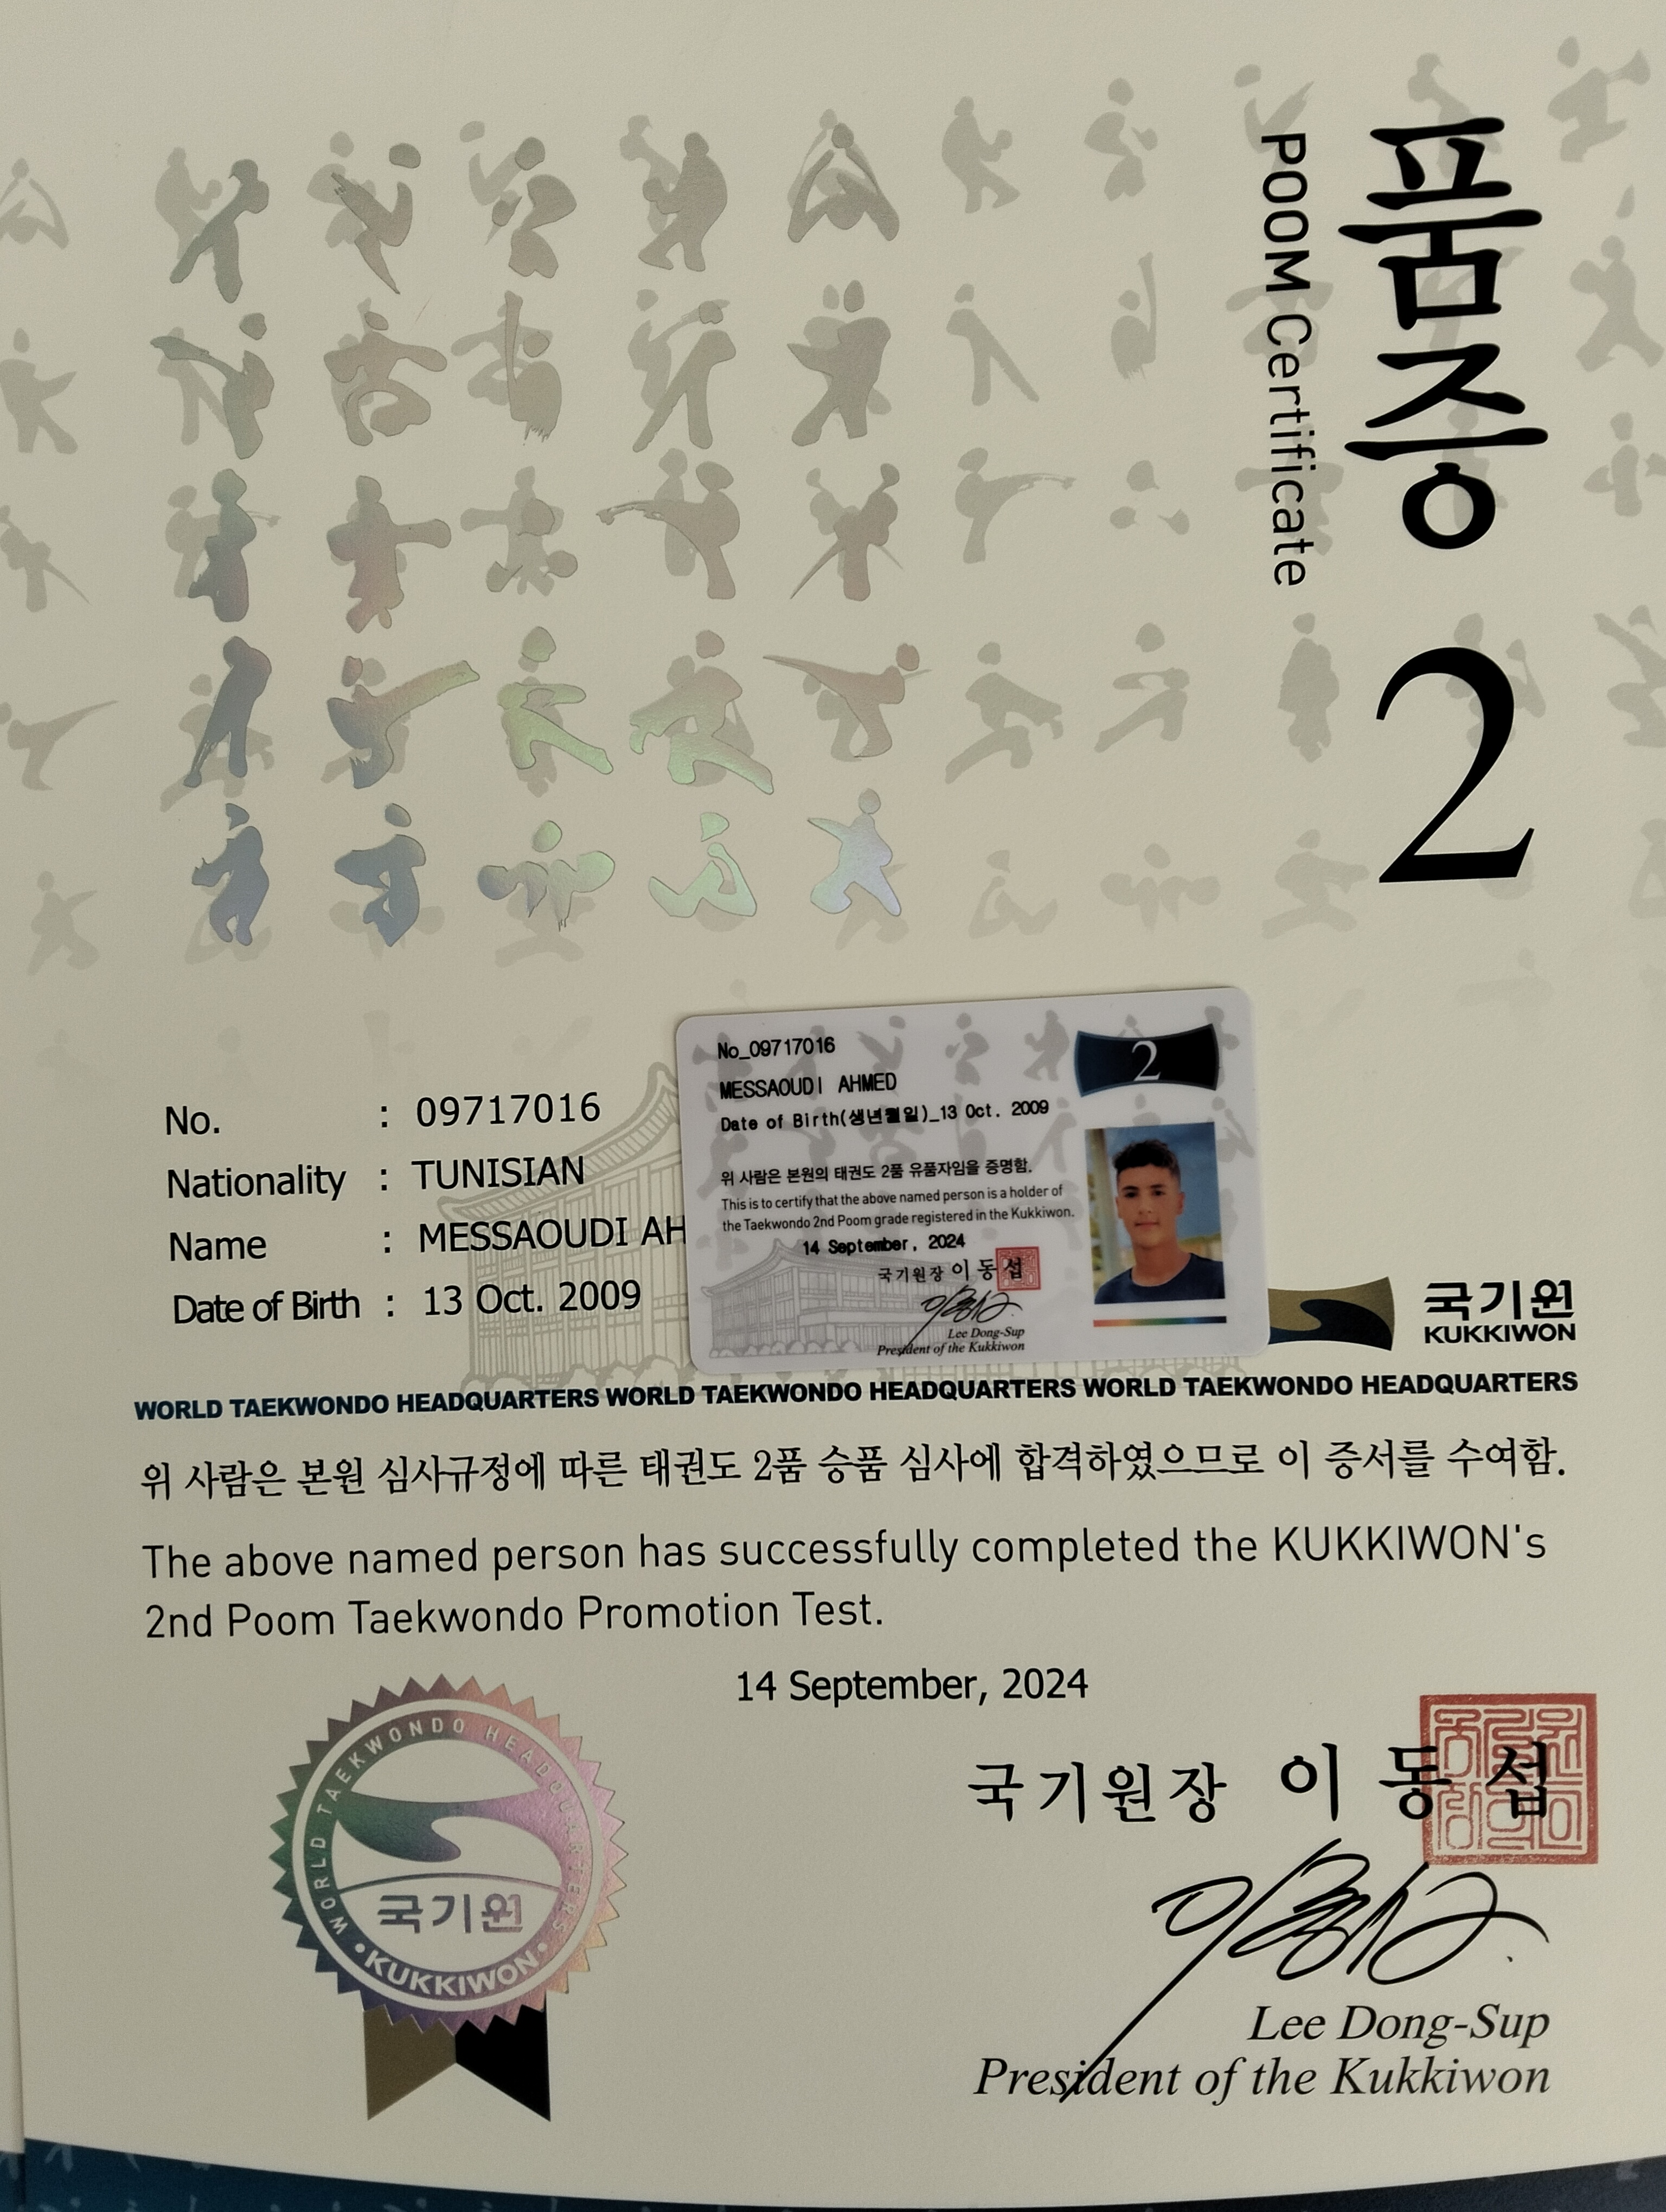 품증 2
POOM Certificate
No. : 09717016
Nationality : TUNISIAN
Name : MESSAOUDI AH
Date of Birth : 13 Oct. 2009
No_09717016
MESSAOUDI AHMED
Date of Birth(생년월일)_13 Oct. 2009
2
위 사람은 본원의 태권도 2품 유품자임을 증명함.
This is to certify that the above named person is a holder of
the Taekwondo 2nd Poom grade registered in the Kukkiwon.
14 September, 2024
국기원장 이동섭
Lee Dong-Sup
President of the Kukkiwon
국기원
KUKKIWON
WORLD TAEKWONDO HEADQUARTERS WORLD TAEKWONDO HEADQUARTERS WORLD TAEKWONDO HEADQUARTERS
위 사람은 본원 심사규정에 따른 태권도 2품 승품 심사에 합격하였으므로 이 증서를 수여함.
The above named person has successfully completed the KUKKIWON's
2nd Poom Taekwondo Promotion Test.
14 September, 2024
WORLD TAEKWONDO HEADQUARTERS
국기원
•KUKKIWON•
국기원장 이동섭
Lee Dong-Sup
President of the Kukkiwon